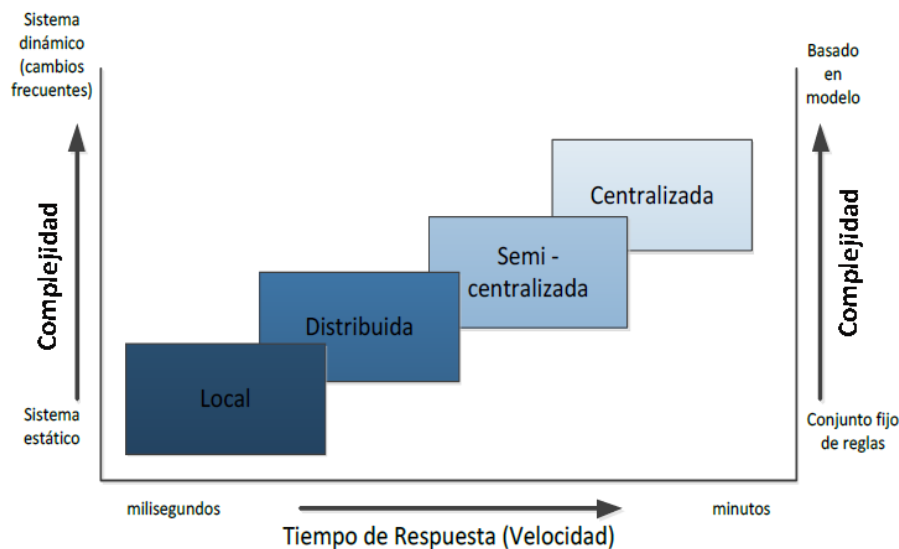 Sistema
dinámico
(cambios
frecuentes)
Basado
en
modelo
Complejidad
Complejidad
Centralizada
Semi -
centralizada
Distribuida
Local
Sistema
estático
Conjunto fijo
de reglas
milisegundos
minutos
Tiempo de Respuesta (Velocidad)